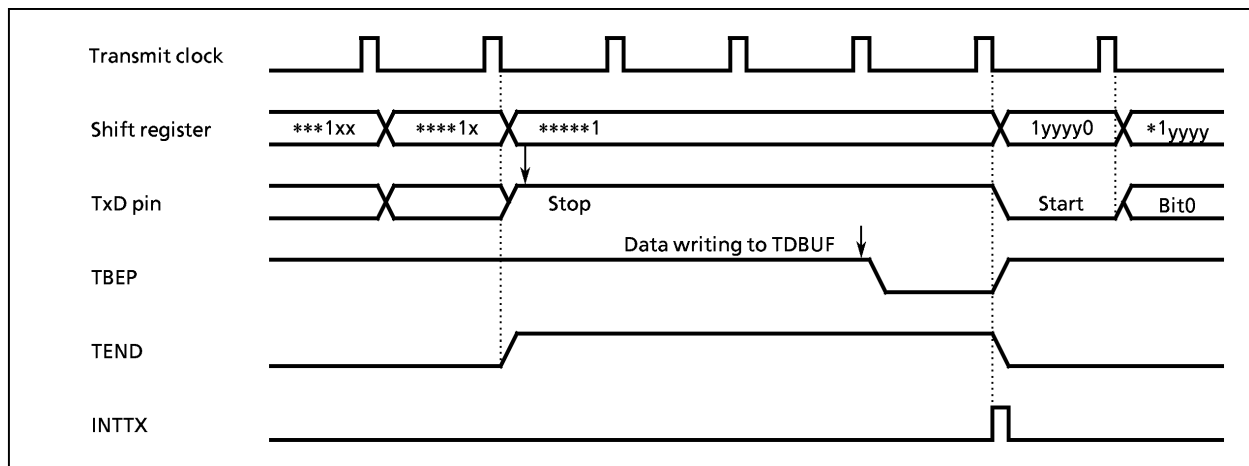 Transmit clock
Shift register ***1xx ****1x *****1 1yyyy0 *1yyyy
TxD pin Stop Start Bit0
Data writing to TDBUF
TBEP
TEND
INTTX